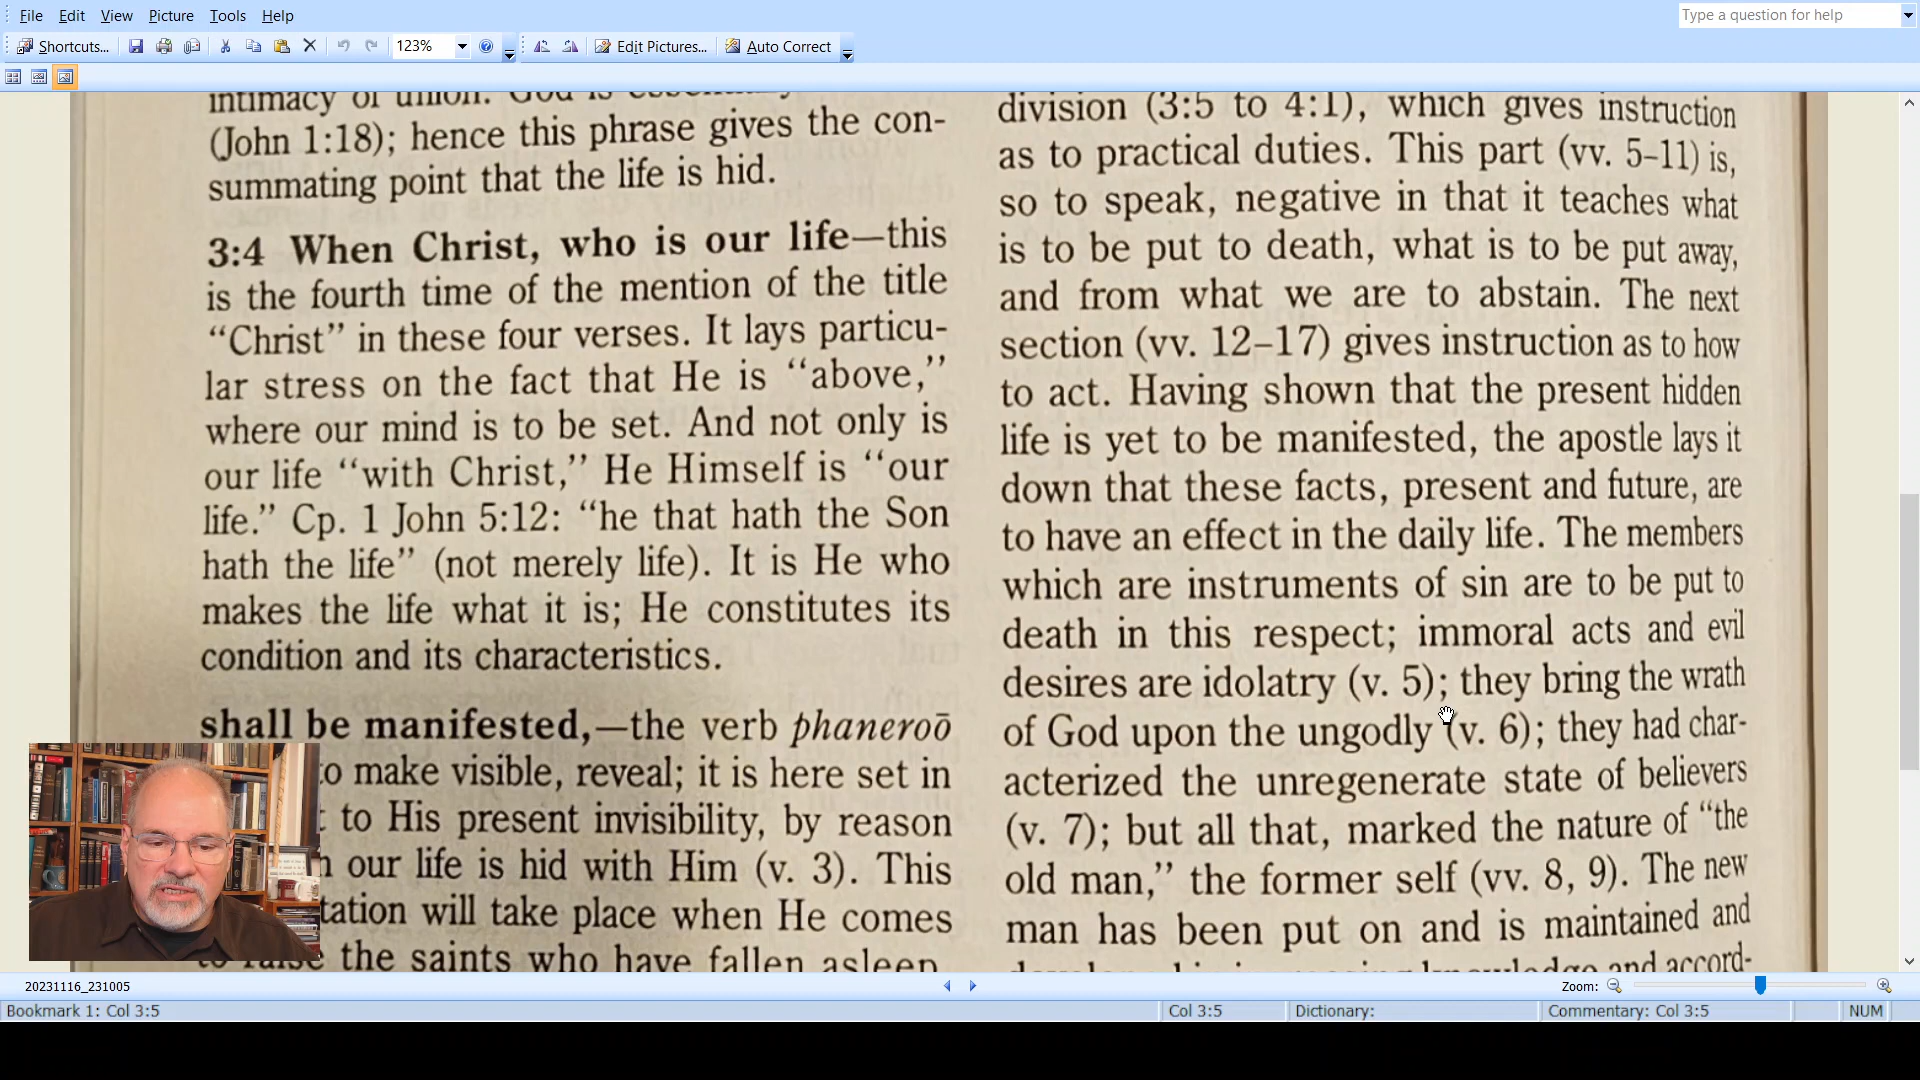 File Edit View Picture Tools Help
Type a question for help
Shortcuts... 123% Edit Pictures... Auto Correct
intimacy of union. God is
(John 1:18); hence this phrase gives the con-
summating point that the life is hid.
3:4 When Christ, who is our life—this
is the fourth time of the mention of the title
“Christ” in these four verses. It lays particu-
lar stress on the fact that He is “above,”
where our mind is to be set. And not only is
our life “with Christ,” He Himself is “our
life.” Cp. 1 John 5:12: “he that hath the Son
hath the life” (not merely life). It is He who
makes the life what it is; He constitutes its
condition and its characteristics.
shall be manifested,—the verb phaneroō
to make visible, reveal; it is here set in
to His present invisibility, by reason
our life is hid with Him (v. 3). This
will take place when He comes
to raise the saints who have fallen asleep,
division (3:5 to 4:1), which gives instruction
as to practical duties. This part (vv. 5–11) is,
so to speak, negative in that it teaches what
is to be put to death, what is to be put away,
and from what we are to abstain. The next
section (vv. 12–17) gives instruction as to how
to act. Having shown that the present hidden
life is yet to be manifested, the apostle lays it
down that these facts, present and future, are
to have an effect in the daily life. The members
which are instruments of sin are to be put to
death in this respect; immoral acts and evil
desires are idolatry (v. 5); they bring the wrath
of God upon the ungodly (v. 6); they had char-
acterized the unregenerate state of believers
(v. 7); but all that, marked the nature of “the
old man,” the former self (vv. 8, 9). The new
man has been put on and is maintained and
knowledge and accord-
20231116_231005
Zoom:
Bookmark 1: Col 3:5 Col 3:5 Dictionary: Commentary: Col 3:5 NUM